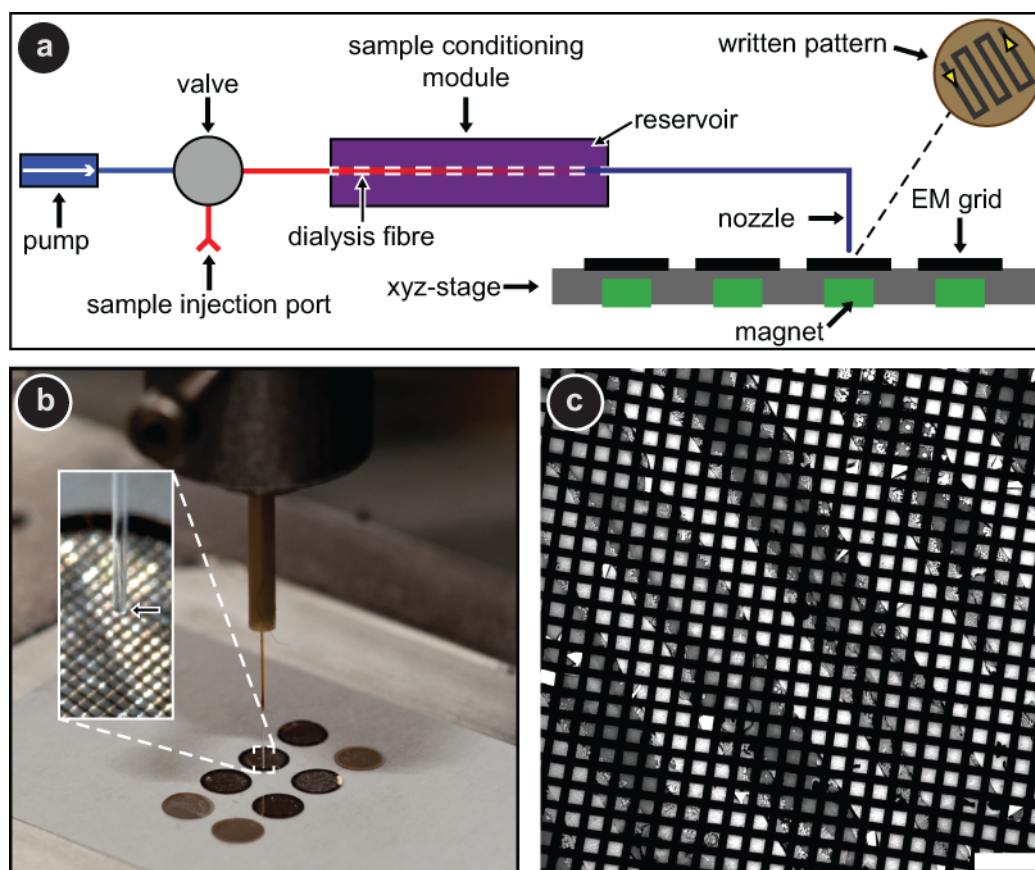 a
sample conditioning
module
written pattern
valve
reservoir
EM grid
pump
dialysis fibre
nozzle
sample injection port
xyz-stage
magnet
b
c